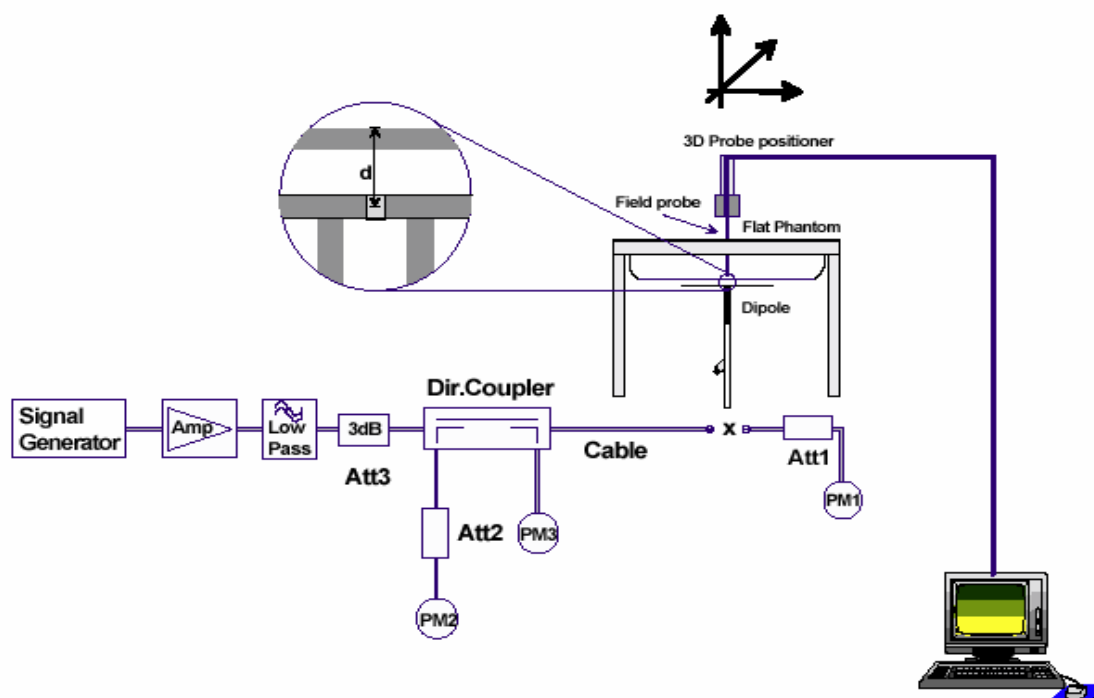 3D Probe positioner
d
Field probe
Flat Phantom
Dipole
Dir.Coupler
Signal
Generator
Amp
Low
Pass
3dB
Att3
Cable
x
Att1
PM1
Att2
PM3
PM2